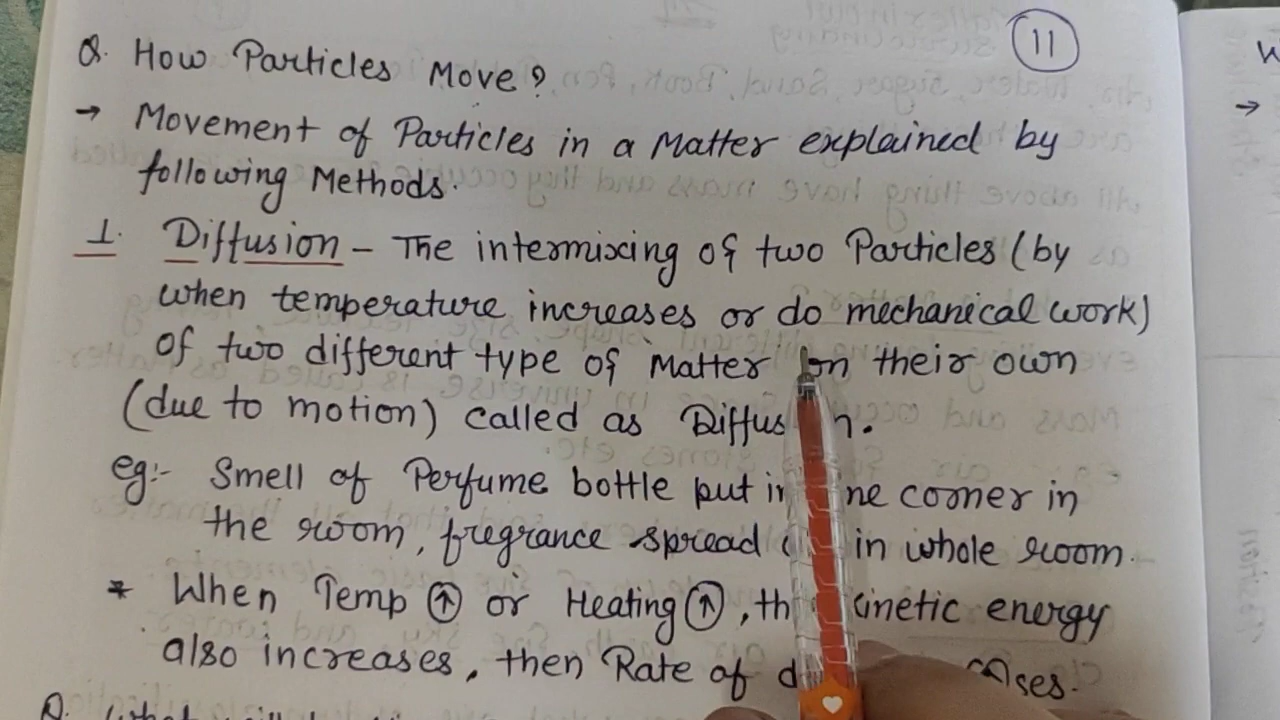 11
Q. How Particles Move?
→ Movement of Particles in a Matter explained by
following Methods.
1. Diffusion – The intermixing of two Particles (by
when temperature increases or do mechanical work)
of two different type of Matter on their own
(due to motion) called as Diffus n.
eg:- Smell of Perfume bottle put in ne corner in
the room, fregrance spread in whole room.
* When Temp ↑ or Heating ↑, th kinetic energy
also increases, then Rate of d ses.
Q.
W
→